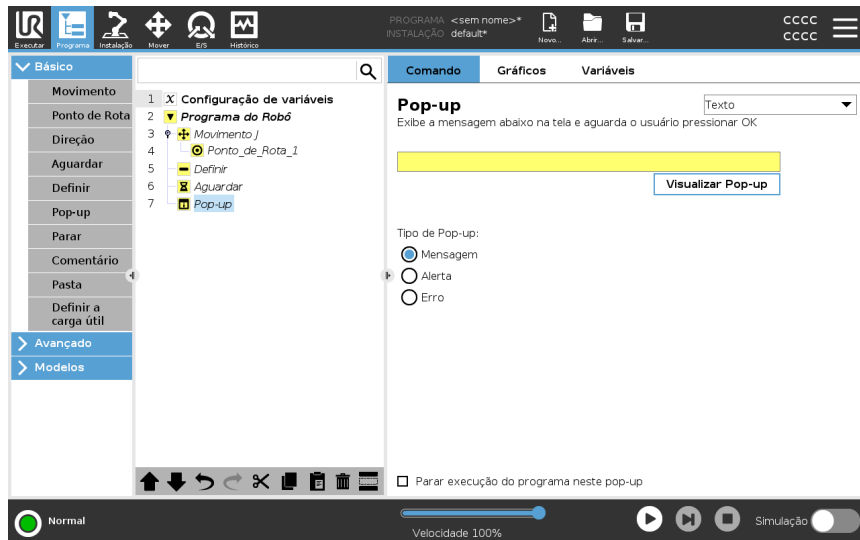 PROGRAMA <sem nome>*
INSTALAÇÃO default*
cccc
cccc
Executar Programa Instalação Mover E/S Histórico Novo... Abrir... Salvar...
Básico
Movimento
Ponto de Rota
Direção
Aguardar
Definir
Pop-up
Parar
Comentário
Pasta
Definir a
carga útil
Avançado
Modelos
1 X Configuração de variáveis
2 Programa do Robô
3 Movimento J
4 Ponto_de_Rota_1
5 Definir
6 Aguardar
7 Pop-up
Comando Gráficos Variáveis
Pop-up
Texto
Exibe a mensagem abaixo na tela e aguarda o usuário pressionar OK
Visualizar Pop-up
Tipo de Pop-up:
Mensagem
Alerta
Erro
Parar execução do programa neste pop-up
Normal
Velocidade 100%
Simulação